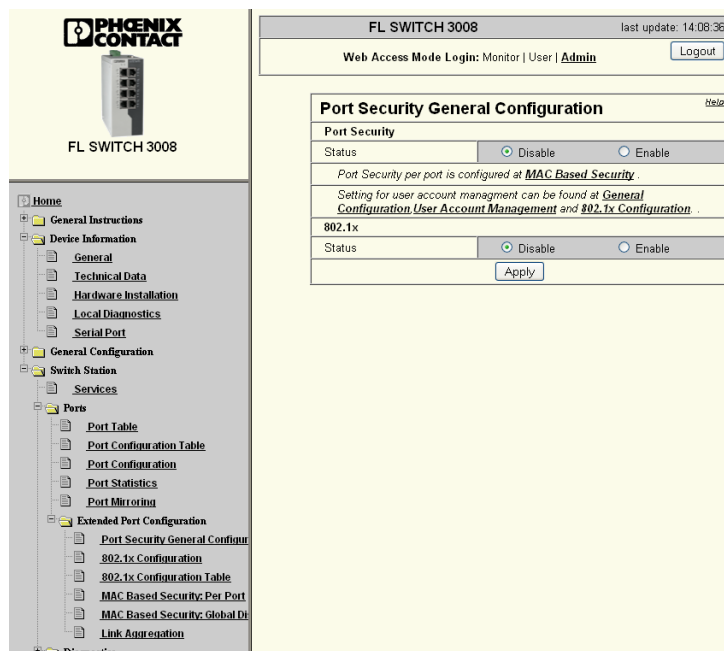 PHŒNIX
CONTACT
FL SWITCH 3008
Home
General Instructions
Device Information
General
Technical Data
Hardware Installation
Local Diagnostics
Serial Port
General Configuration
Switch Station
Services
Ports
Port Table
Port Configuration Table
Port Configuration
Port Statistics
Port Mirroring
Extended Port Configuration
Port Security General Configur
802.1x Configuration
802.1x Configuration Table
MAC Based Security: Per Port
MAC Based Security: Global Di
Link Aggregation
FL SWITCH 3008 last update: 14:08:36
Web Access Mode Login: Monitor | User | Admin Logout
Port Security General Configuration Help
Port Security
Status Disable Enable
Port Security per port is configured at MAC Based Security .
Setting for user account managment can be found at General
Configuration,User Account Management and 802.1x Configuration. .
802.1x
Status Disable Enable
Apply